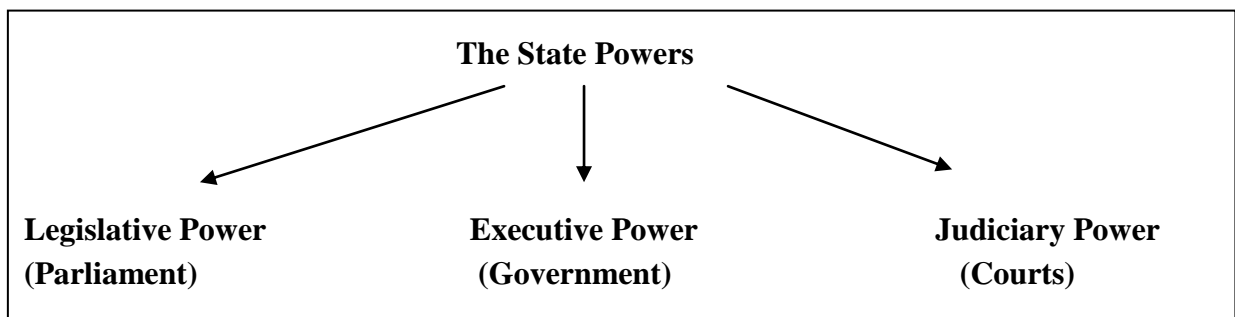 The State Powers
Legislative Power Executive Power Judiciary Power
(Parliament) (Government) (Courts)